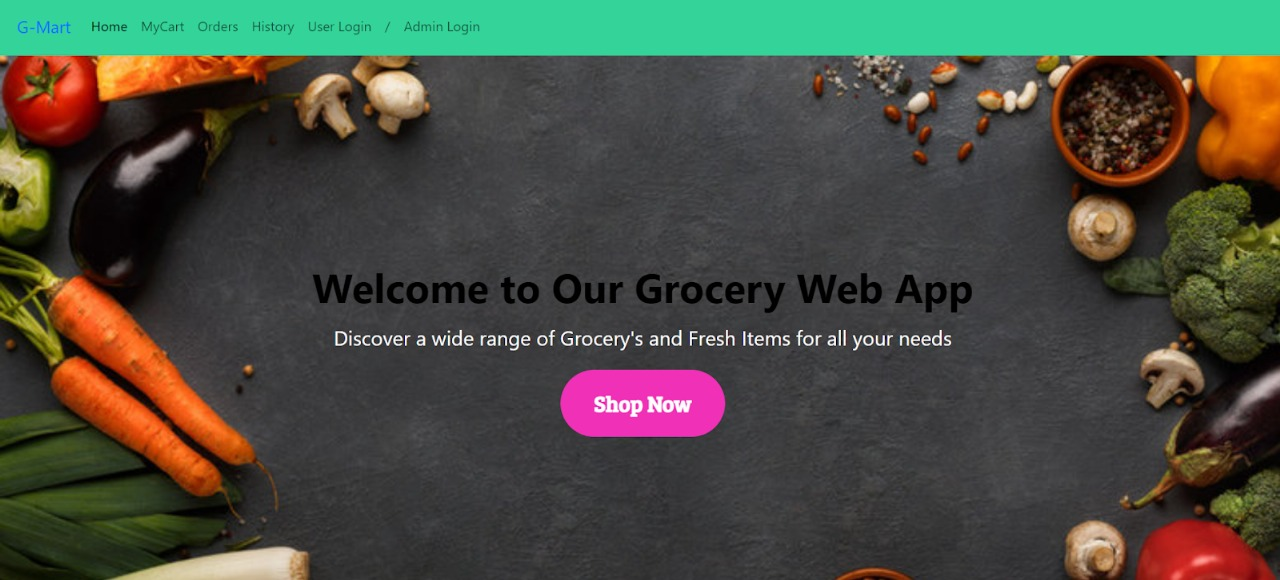 G-Mart Home MyCart Orders History User Login / Admin Login
Welcome to Our Grocery Web App
Discover a wide range of Grocery's and Fresh Items for all your needs
Shop Now